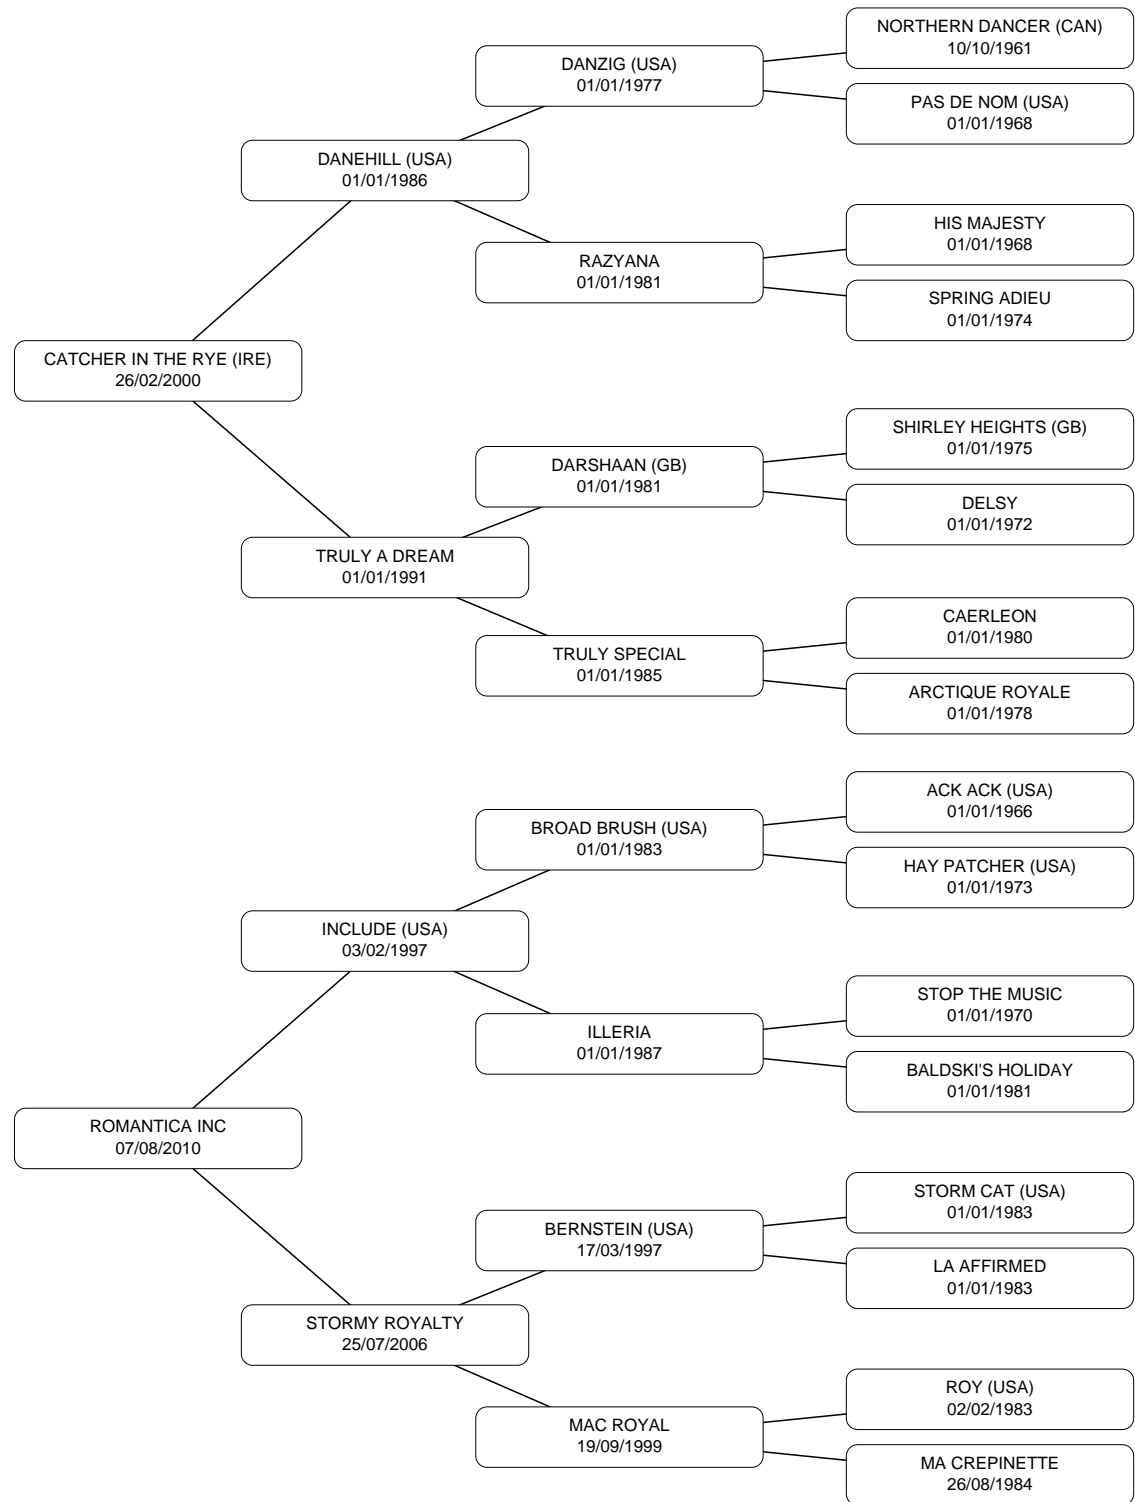 NORTHERN DANCER (CAN)
10/10/1961
DANZIG (USA)
01/01/1977
PAS DE NOM (USA)
01/01/1968
DANEHILL (USA)
01/01/1986
HIS MAJESTY
01/01/1968
RAZYANA
01/01/1981
SPRING ADIEU
01/01/1974
CATCHER IN THE RYE (IRE)
26/02/2000
SHIRLEY HEIGHTS (GB)
01/01/1975
DARSHAAN (GB)
01/01/1981
DELSY
01/01/1972
TRULY A DREAM
01/01/1991
CAERLEON
01/01/1980
TRULY SPECIAL
01/01/1985
ARCTIQUE ROYALE
01/01/1978
ACK ACK (USA)
01/01/1966
BROAD BRUSH (USA)
01/01/1983
HAY PATCHER (USA)
01/01/1973
INCLUDE (USA)
03/02/1997
STOP THE MUSIC
01/01/1970
ILLERIA
01/01/1987
BALDSKI'S HOLIDAY
01/01/1981
ROMANTICA INC
07/08/2010
STORM CAT (USA)
01/01/1983
BERNSTEIN (USA)
17/03/1997
LA AFFIRMED
01/01/1983
STORMY ROYALTY
25/07/2006
ROY (USA)
02/02/1983
MAC ROYAL
19/09/1999
MA CREPINETTE
26/08/1984